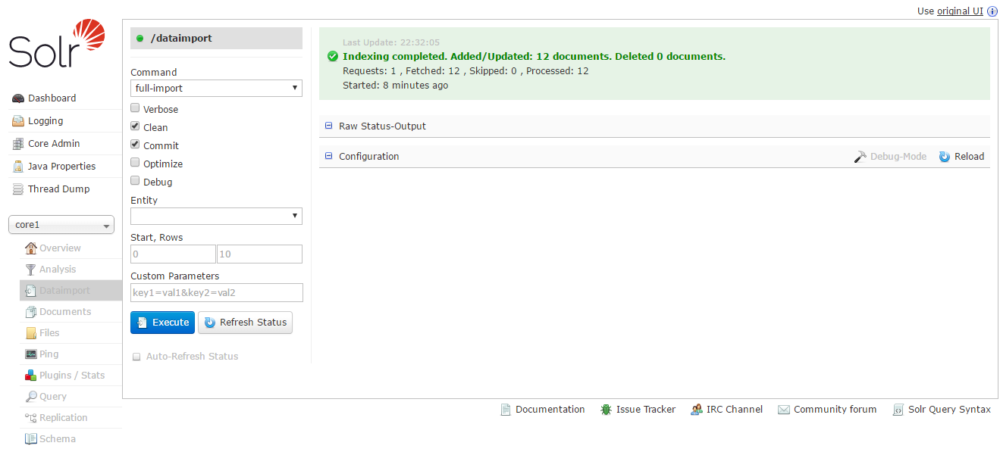 Use original UI
Solr
Dashboard
Logging
Core Admin
Java Properties
Thread Dump
core1
Overview
Analysis
Dataimport
Documents
Files
Ping
Plugins / Stats
Query
Replication
Schema
/dataimport
Command
full-import
Verbose
Clean
Commit
Optimize
Debug
Entity
Start, Rows
0 10
Custom Parameters
key1=val1&key2=val2
Execute Refresh Status
Auto-Refresh Status
Last Update: 22:32:05
Indexing completed. Added/Updated: 12 documents. Deleted 0 documents.
Requests: 1 , Fetched: 12 , Skipped: 0 , Processed: 12
Started: 8 minutes ago
Raw Status-Output
Configuration Debug-Mode Reload
Documentation Issue Tracker IRC Channel Community forum Solr Query Syntax